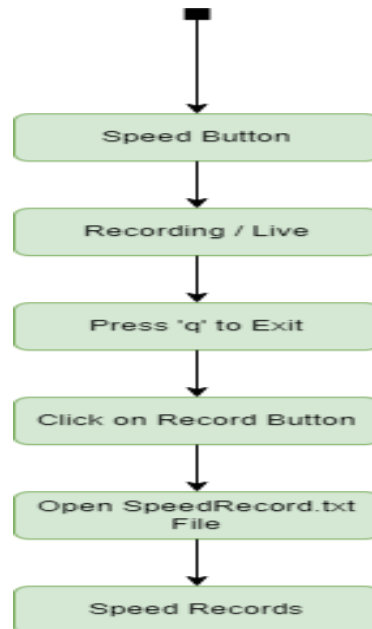 Speed Button
Recording / Live
Press 'q' to Exit
Click on Record Button
Open SpeedRecord.txt
File
Speed Records